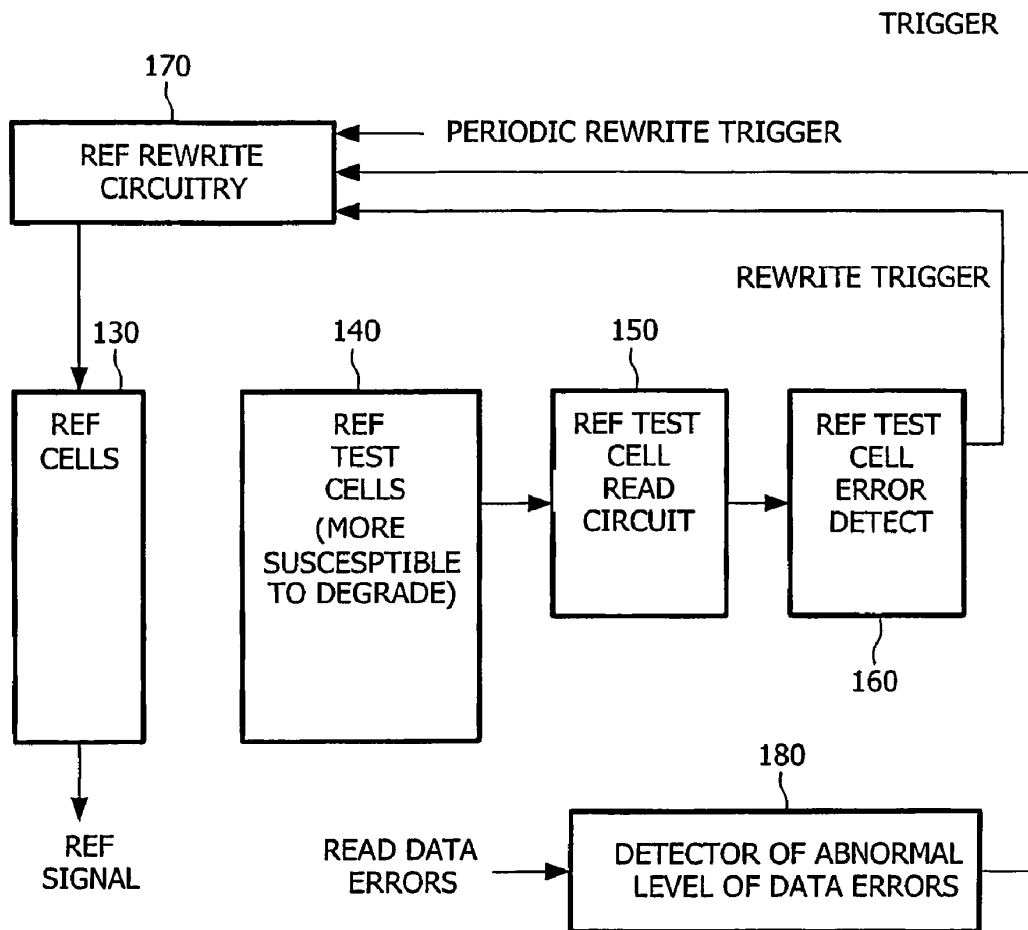 TRIGGER
170
REF REWRITE
CIRCUITRY
PERIODIC REWRITE TRIGGER
REWRITE TRIGGER
130
REF
CELLS
140
REF
TEST
CELLS
(MORE
SUSCESPTIBLE
TO DEGRADE)
150
REF TEST
CELL
READ
CIRCUIT
REF TEST
CELL
ERROR
DETECT
160
REF
SIGNAL
READ DATA
ERRORS
180
DETECTOR OF ABNORMAL
LEVEL OF DATA ERRORS